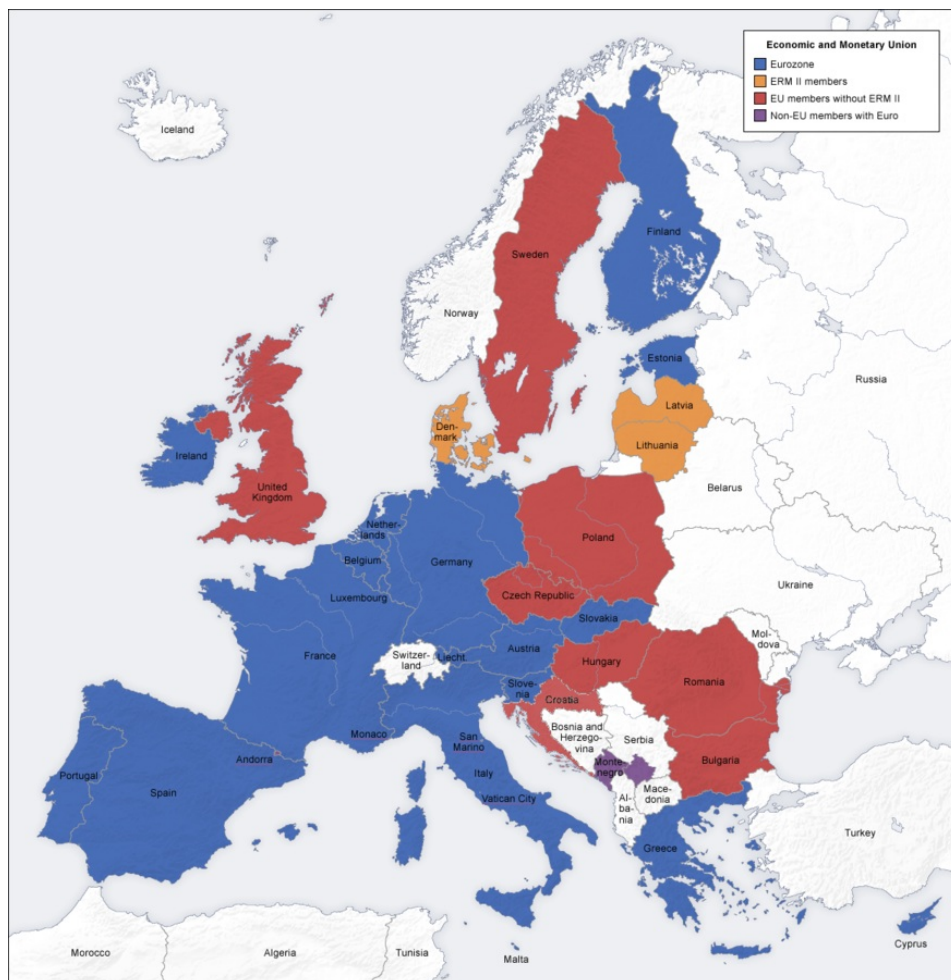 Economic and Monetary Union
Eurozone
ERM II members
EU members without ERM II
Non-EU members with Euro
Iceland
Finland
Sweden
Norway
Estonia
Russia
Latvia
Den-
mark
Lithuania
Ireland
United
Kingdom
Belarus
Nether-
lands
Poland
Belgium
Germany
Ukraine
Czech Republic
Luxembourg
Slovakia
Mol-
dova
Austria
France
Switzer-
land
Liecht.
Hungary
Romania
Slove-
nia
Croatia
Bosnia and
Herzego-
vina
Serbia
Monaco
San
Marino
Andorra
Bulgaria
Monte-
negro
Italy
Portugal
Spain
Vatican City
Mace-
donia
Al-
ba-
nia
Turkey
Greece
Cyprus
Morocco
Algeria
Tunisia
Malta